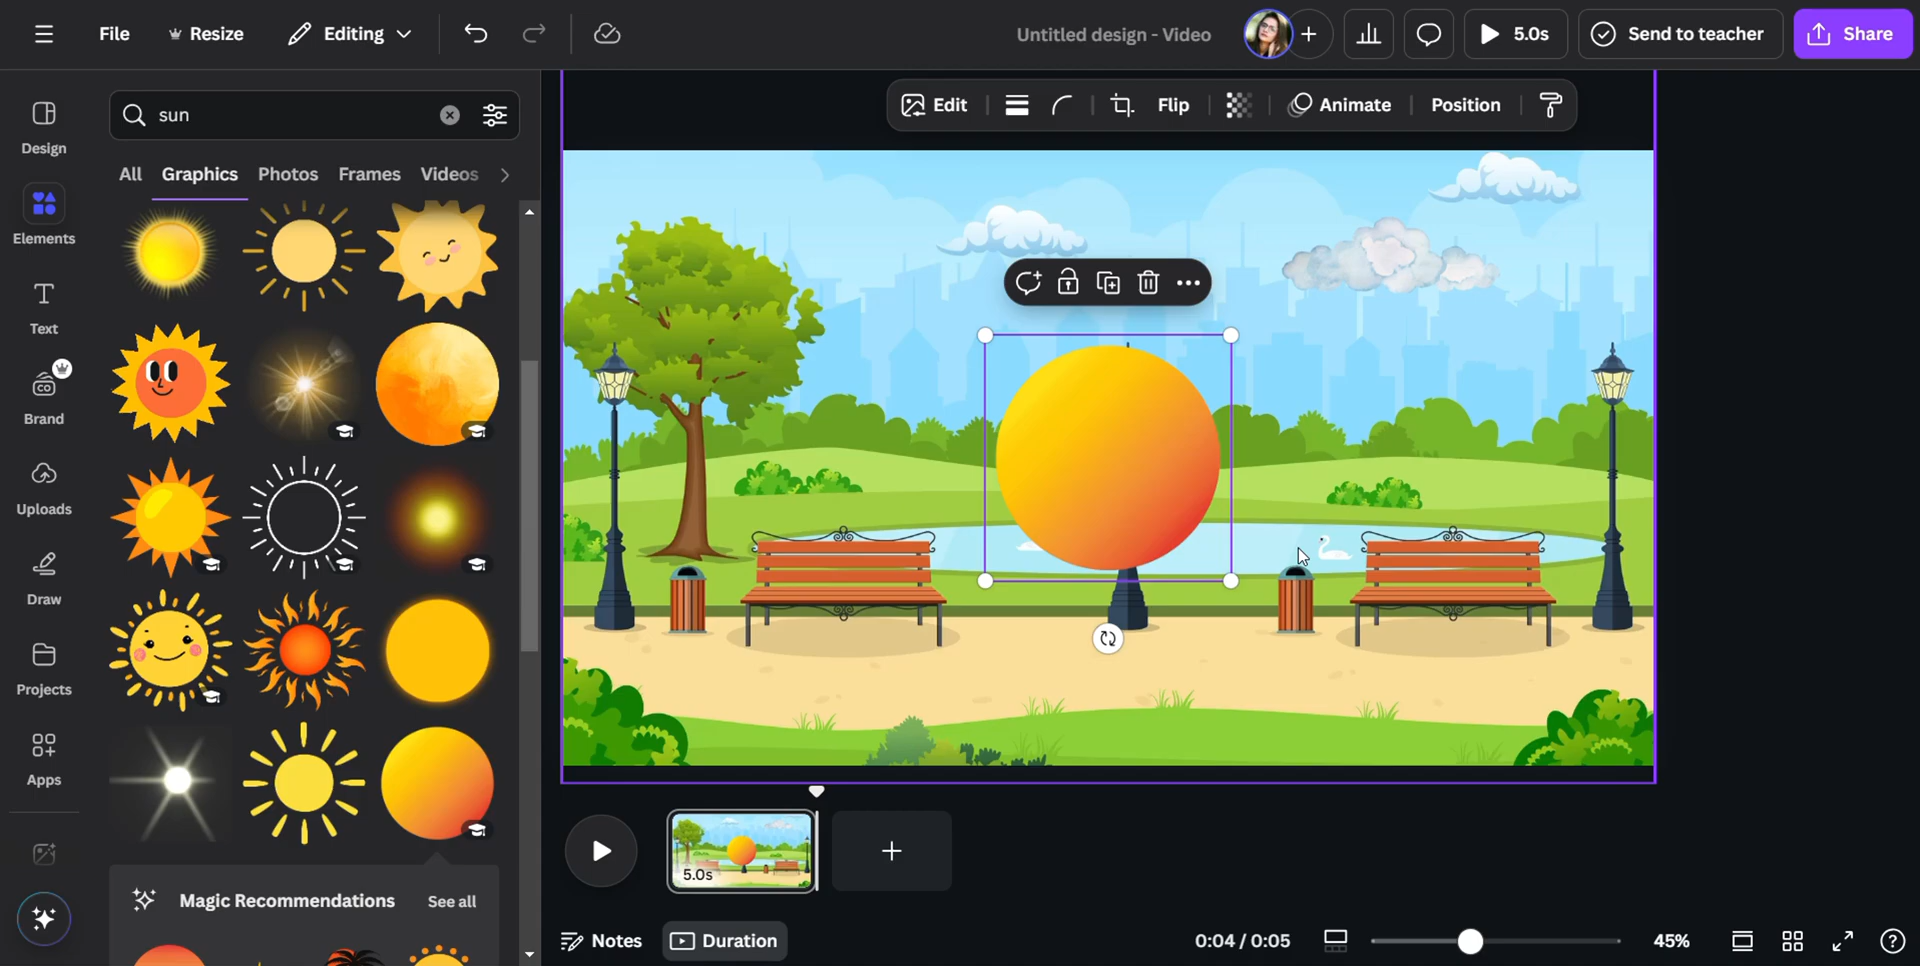 File
Resize
Editing
Untitled design - Video
5.0s
Send to teacher
Share
Design
Elements
Text
Brand
CO
Uploads
Draw
Projects
Apps
sun
All
Graphics
Photos
Frames
Videos
Magic Recommendations
See all
Edit
Flip
Animate
Position
5.0s
Notes
Duration
0:04 / 0:05
45%